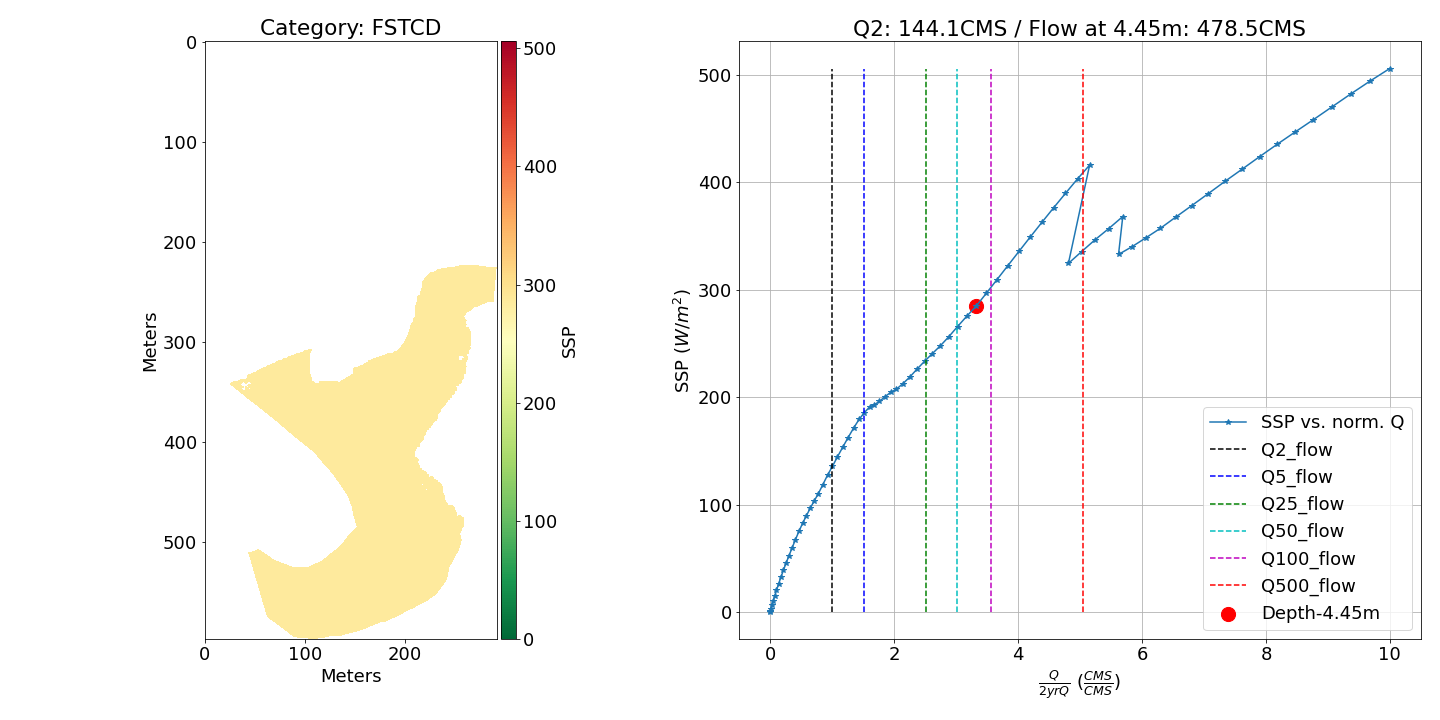 Category: FSTCD
0
100
200
300
400
500
Meters
0
100
200
Meters
500
400
300
200
100
0
SSP
Q2: 144.1CMS / Flow at 4.45m: 478.5CMS
500
400
300
200
100
0
SSP (W/m²)
0
2
4
6
8
10
Q/2yrQ (CMS/CMS)
SSP vs. norm. Q
Q2_flow
Q5_flow
Q25_flow
Q50_flow
Q100_flow
Q500_flow
Depth-4.45m